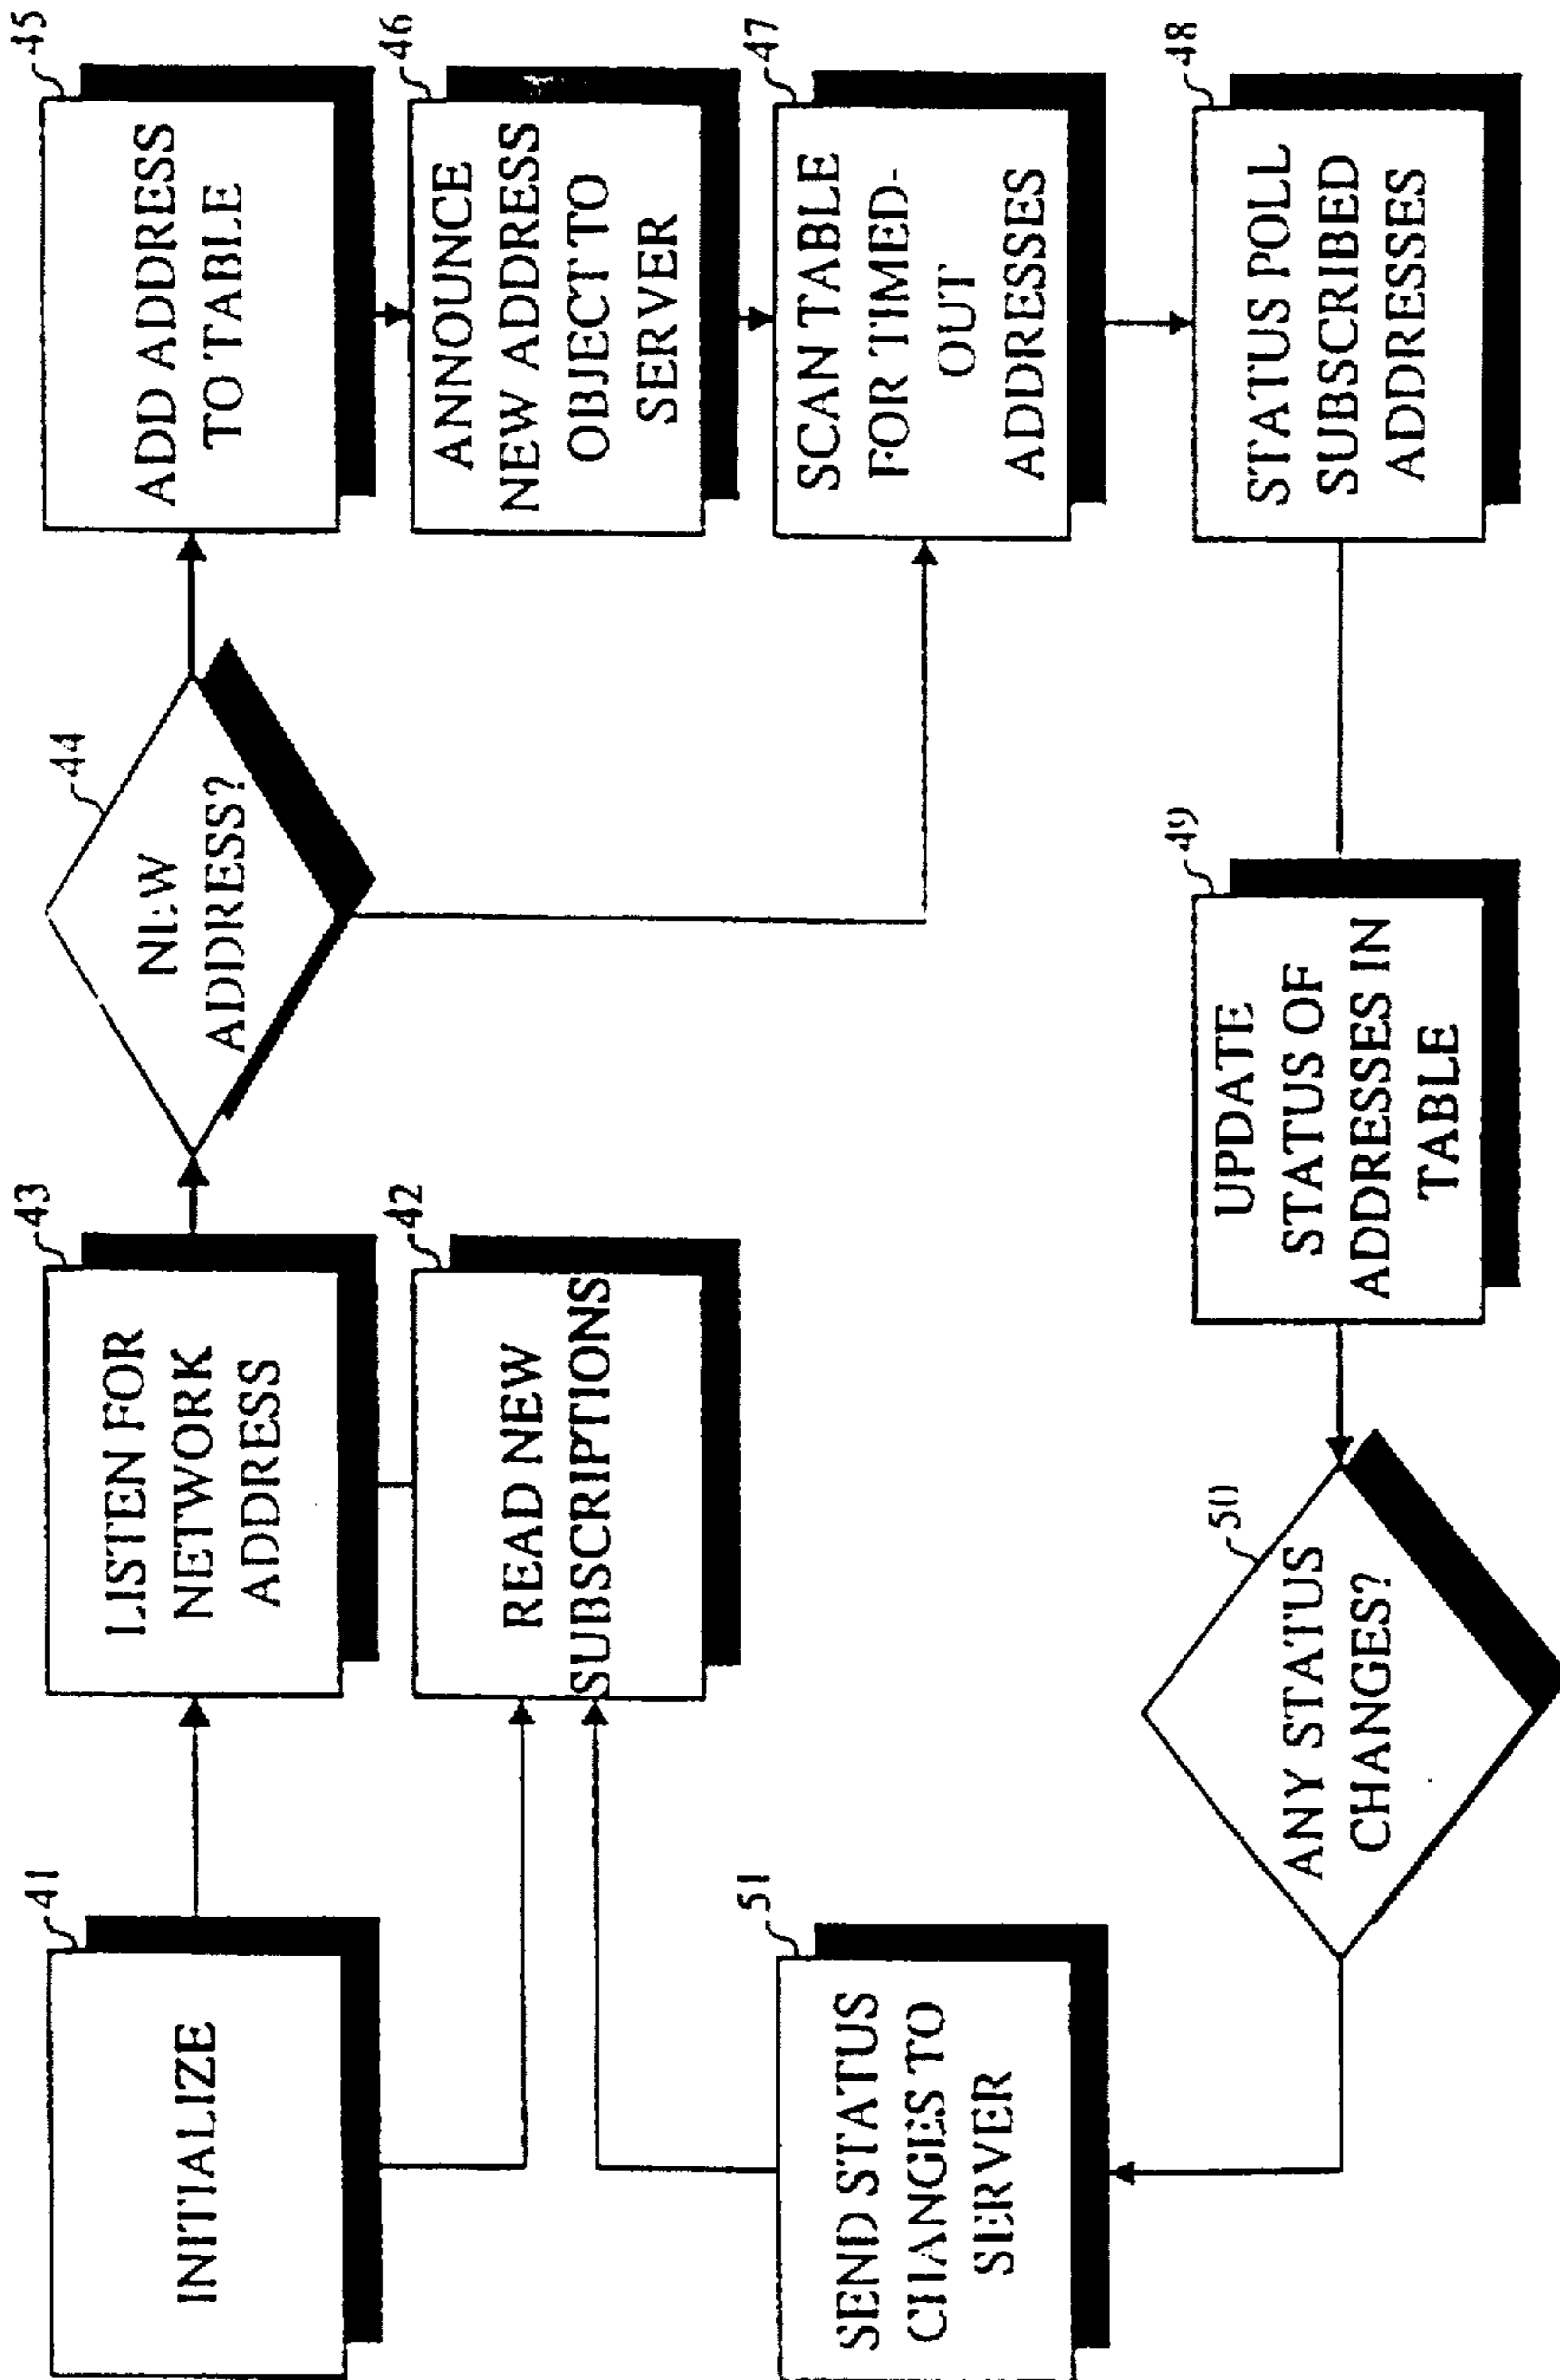 41
INITIALIZE
43
LISTEN FOR
NETWORK
ADDRESS
42
READ NEW
SUBSCRIPTIONS
44
NEW
ADDRESS?
45
ADD ADDRESS
TO TABLE
46
ANNOUNCE
NEW ADDRESS
OBJECT TO
SERVER
47
SCAN TABLE
FOR TIMED-
OUT
ADDRESSES
48
STATUS POLL
SUBSCRIBED
ADDRESSES
49
UPDATE
STATUS OF
ADDRESSES IN
TABLE
50
ANY STATUS
CHANGES?
51
SEND STATUS
CHANGES TO
SERVER